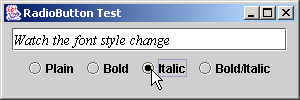 RadioButton Test
Watch the font style change
Plain Bold Italic Bold/Italic